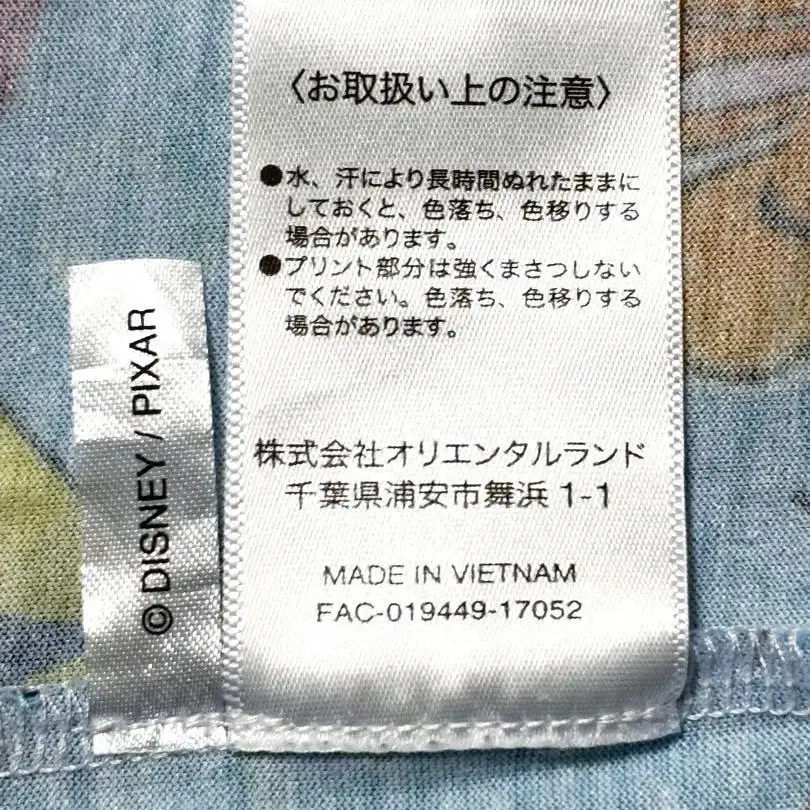 〈お取扱い上の注意〉
●水、汗により長時間ぬれたままに
しておくと、色落ち、色移りする
場合があります。
●プリント部分は強くまさつしない
でください。色落ち、色移りする
場合があります。
株式会社オリエンタルランド
千葉県浦安市舞浜 1-1
MADE IN VIETNAM
FAC-019449-17052
© DISNEY / PIXAR